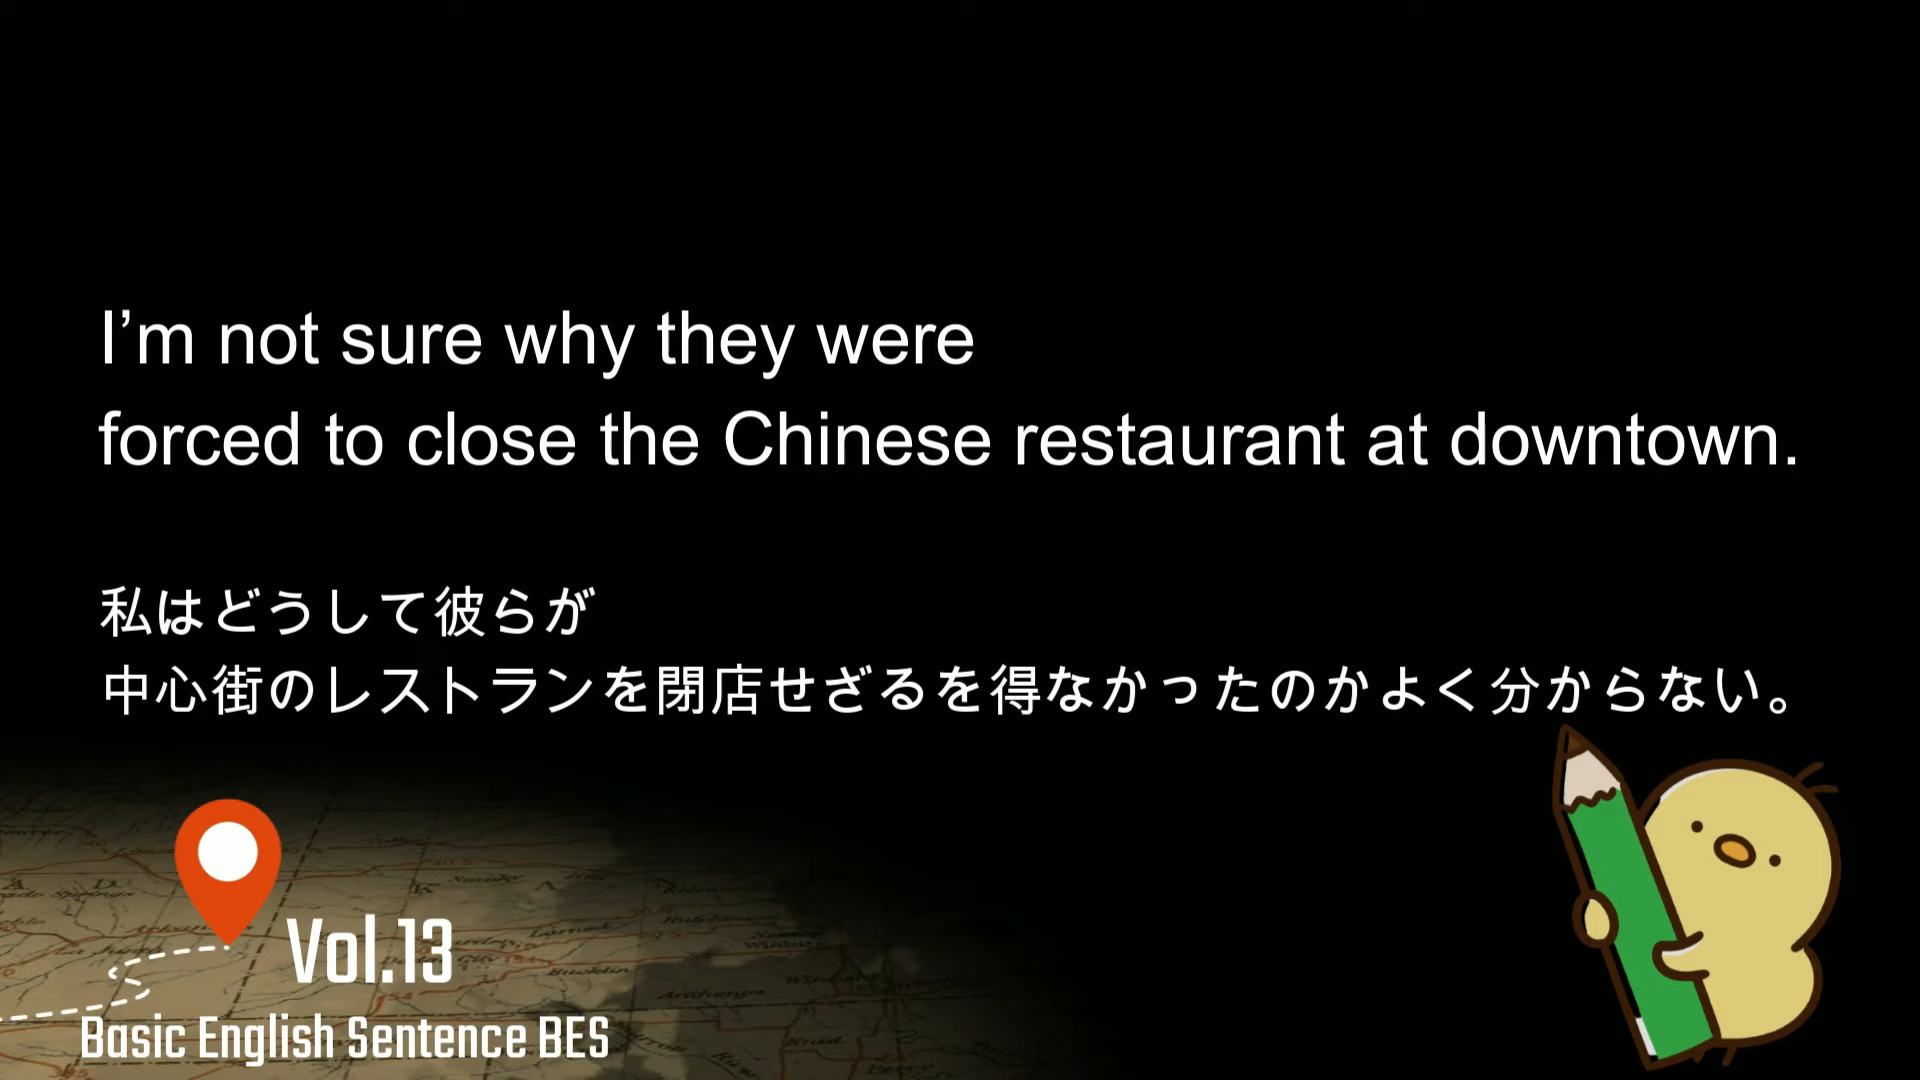 I’m not sure why they were
forced to close the Chinese restaurant at downtown.
私はどうして彼らが
中心街のレストランを閉店せざるを得なかったのかよく分からない。
Vol.13
Basic English Sentence BES